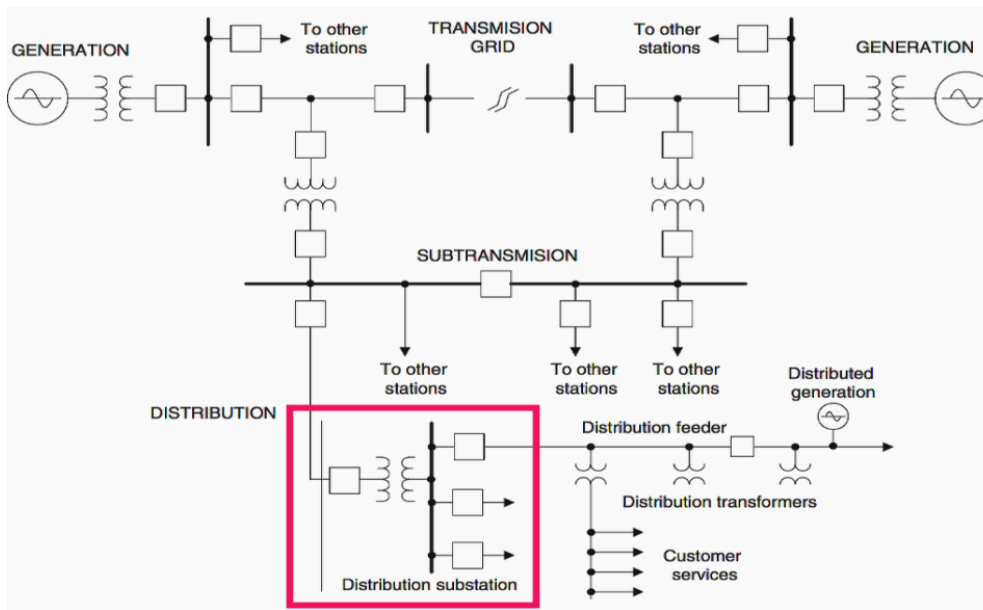 GENERATION
To other
stations
TRANSMISION
GRID
To other
stations
GENERATION
SUBTRANSMISION
To other
stations
To other
stations
To other
stations
Distributed
generation
DISTRIBUTION
Distribution feeder
Distribution transformers
Customer
services
Distribution substation